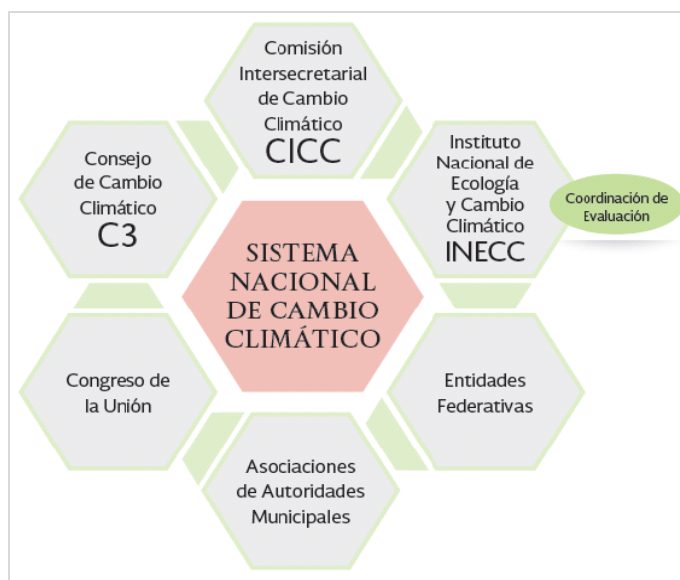 Comisión
Intersecretarial
de Cambio
Climático
CICC
Instituto
Nacional de
Ecología
y Cambio
Climático
INECC
Coordinación de
Evaluación
Consejo
de Cambio
Climático
C3
SISTEMA
NACIONAL
DE CAMBIO
CLIMÁTICO
Congreso de
la Unión
Entidades
Federativas
Asociaciones
de Autoridades
Municipales